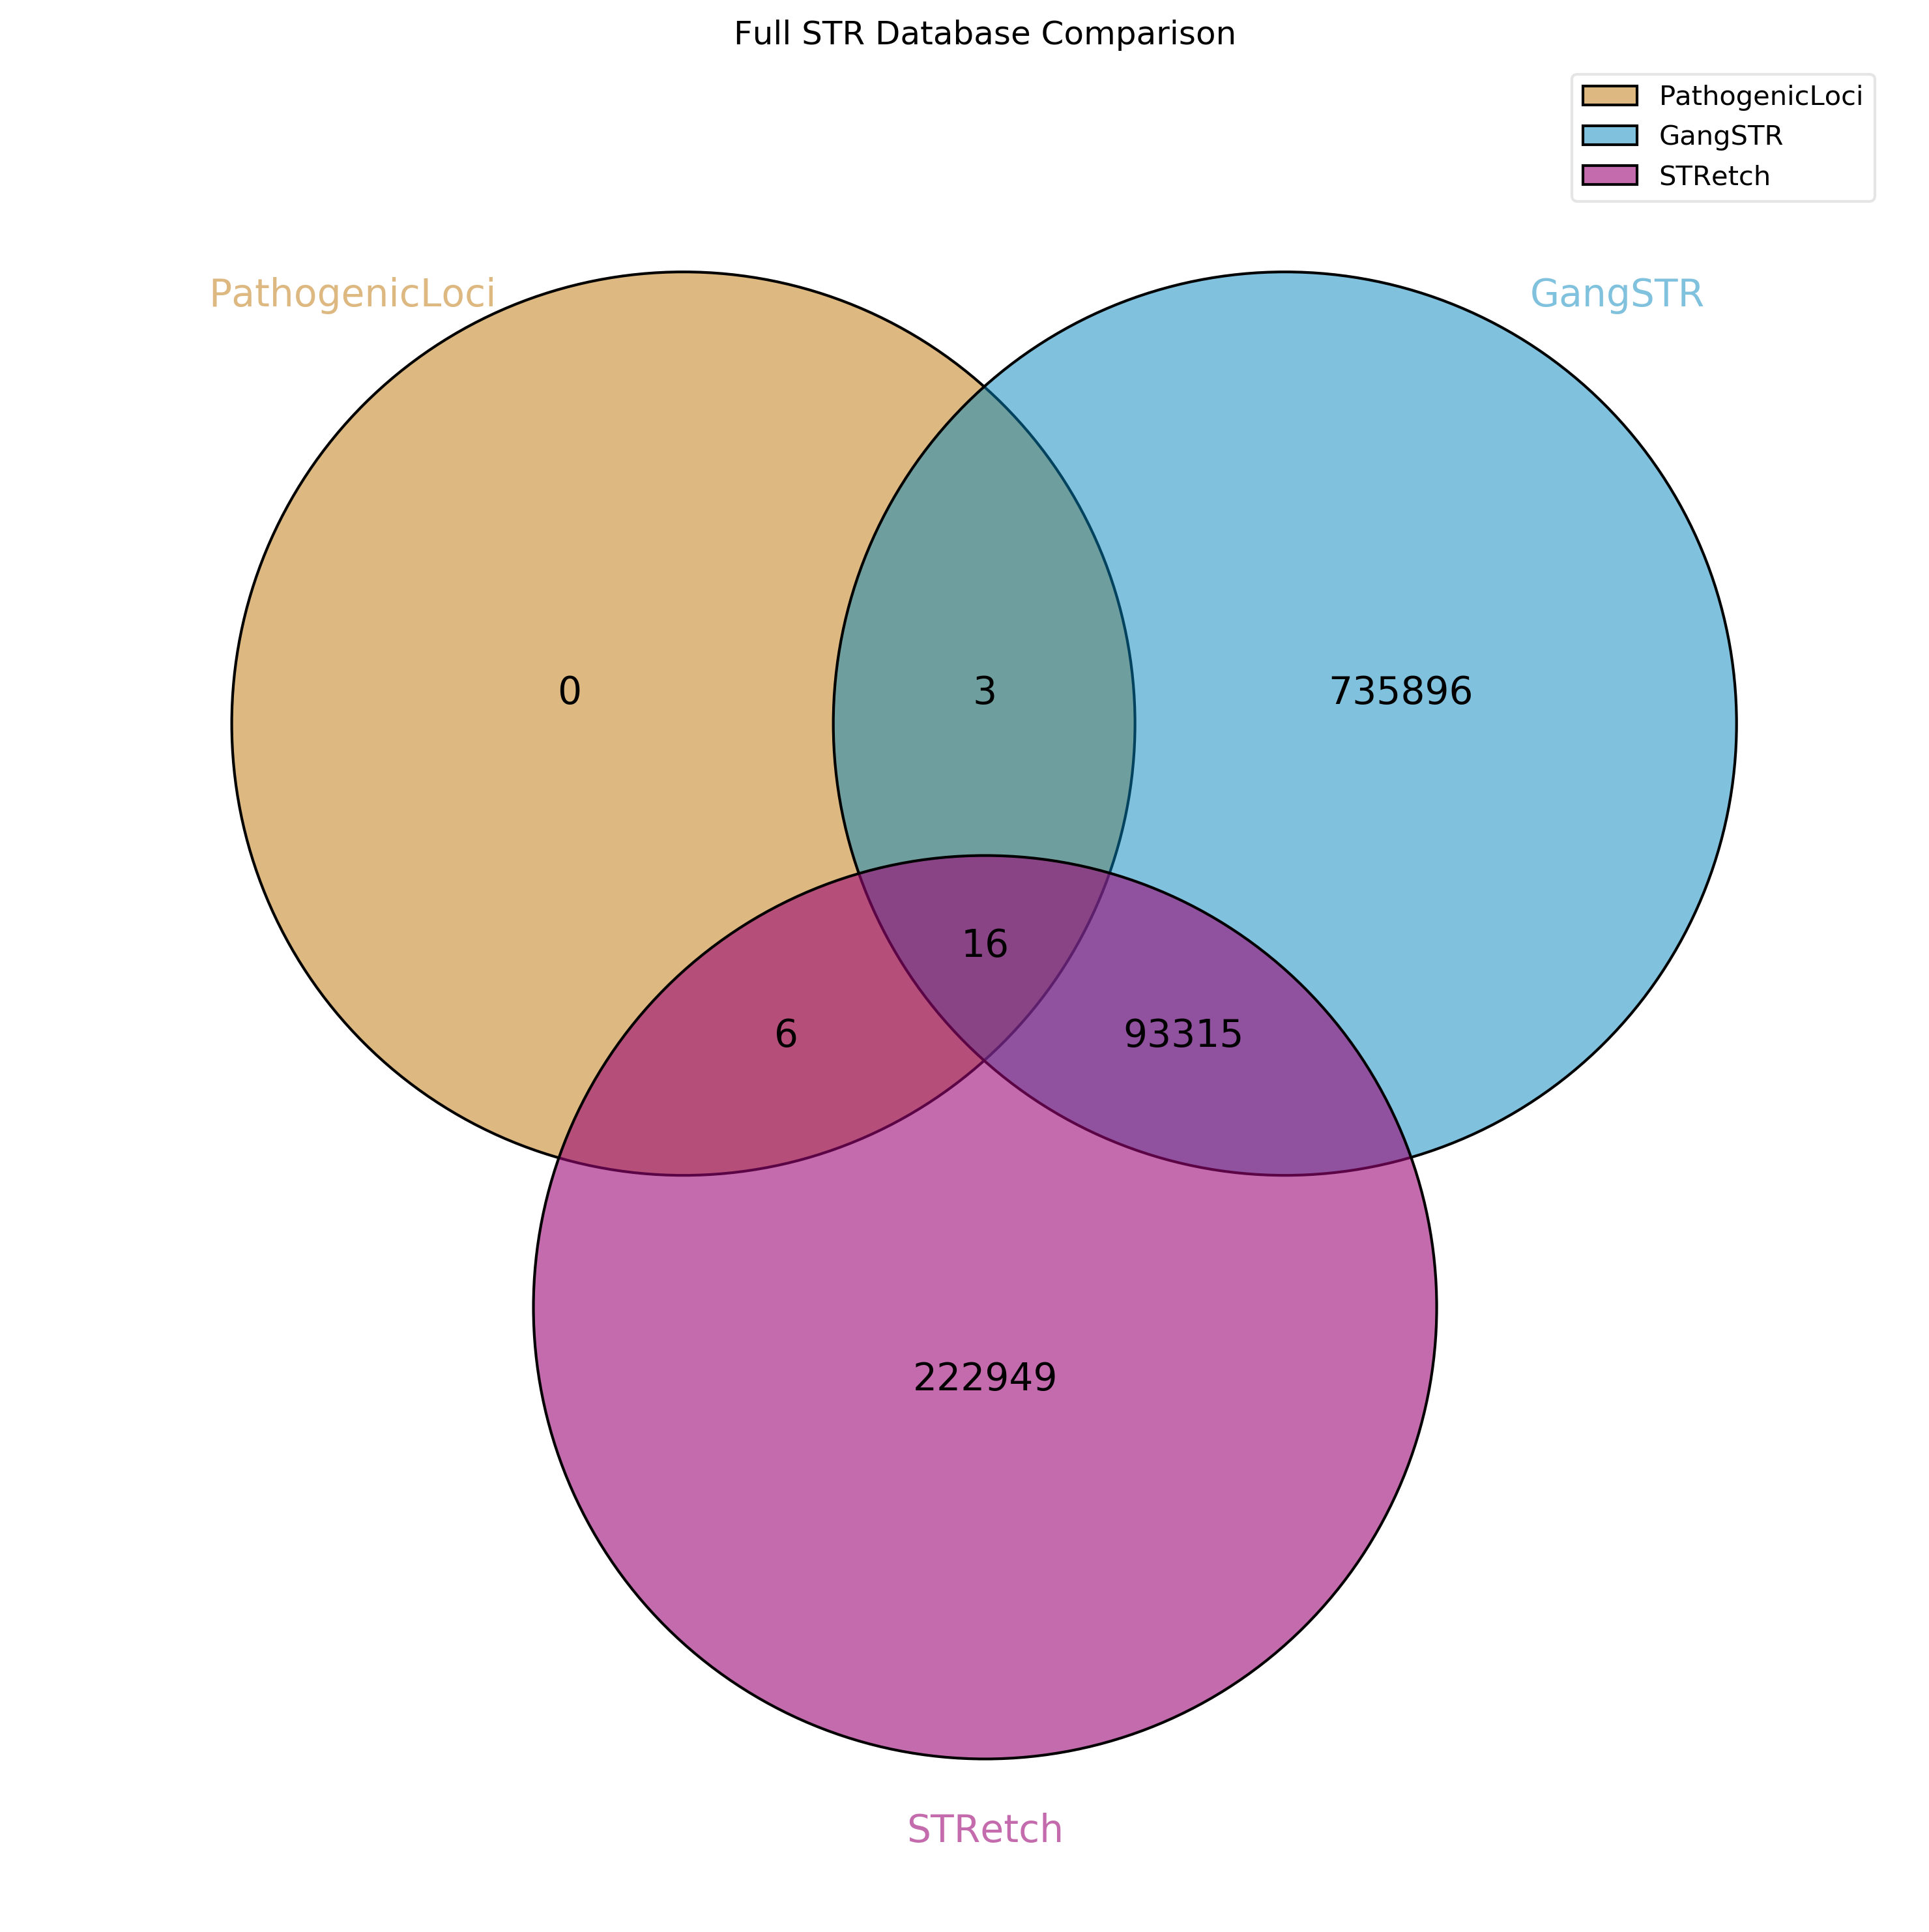 Full STR Database Comparison
PathogenicLoci
GangSTR
STRetch
PathogenicLoci
GangSTR
0
3
735896
16
6
93315
222949
STRetch